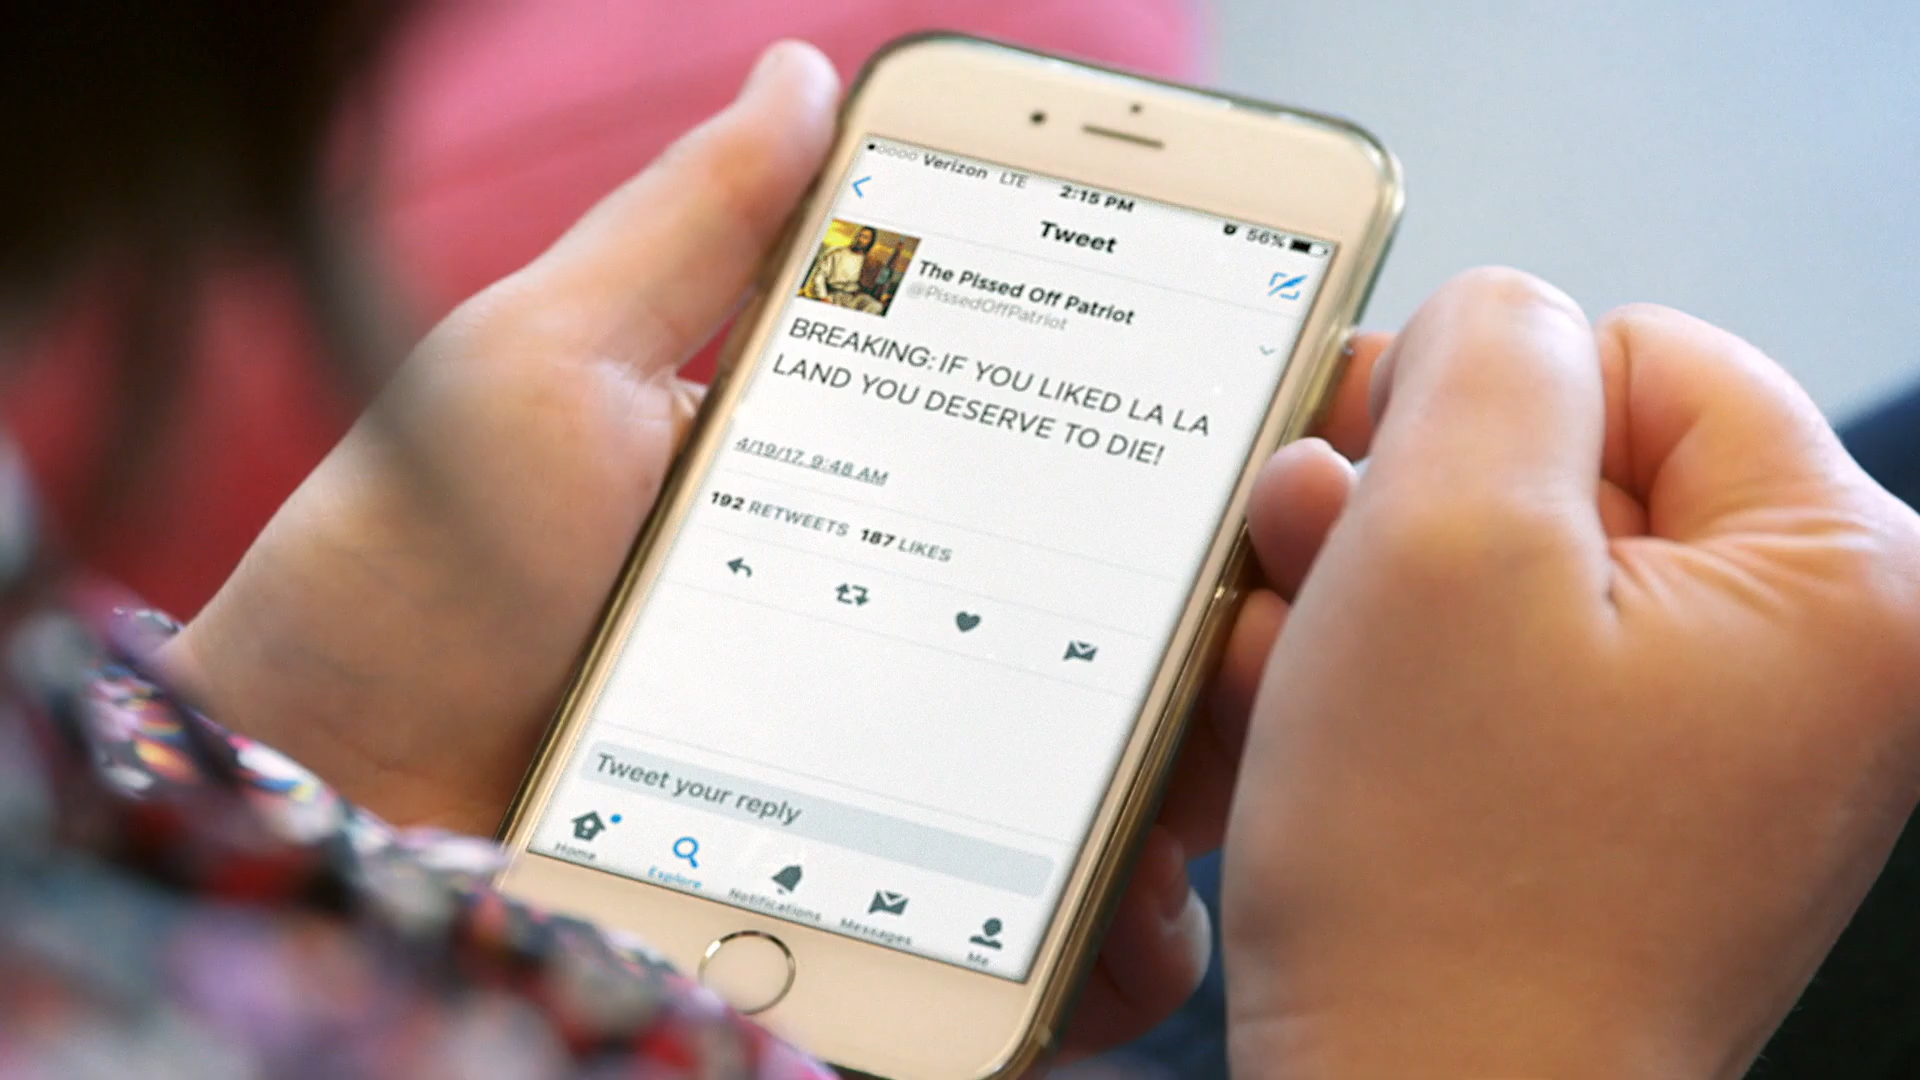 Verizon LTE 2:15 PM 56%
Tweet
The Pissed Off Patriot
@PissedOffPatriot
BREAKING: IF YOU LIKED LA LA
LAND YOU DESERVE TO DIE!
4/19/17, 9:48 AM
192 RETWEETS 187 LIKES
Tweet your reply
Home Explore Notifications Messages Me